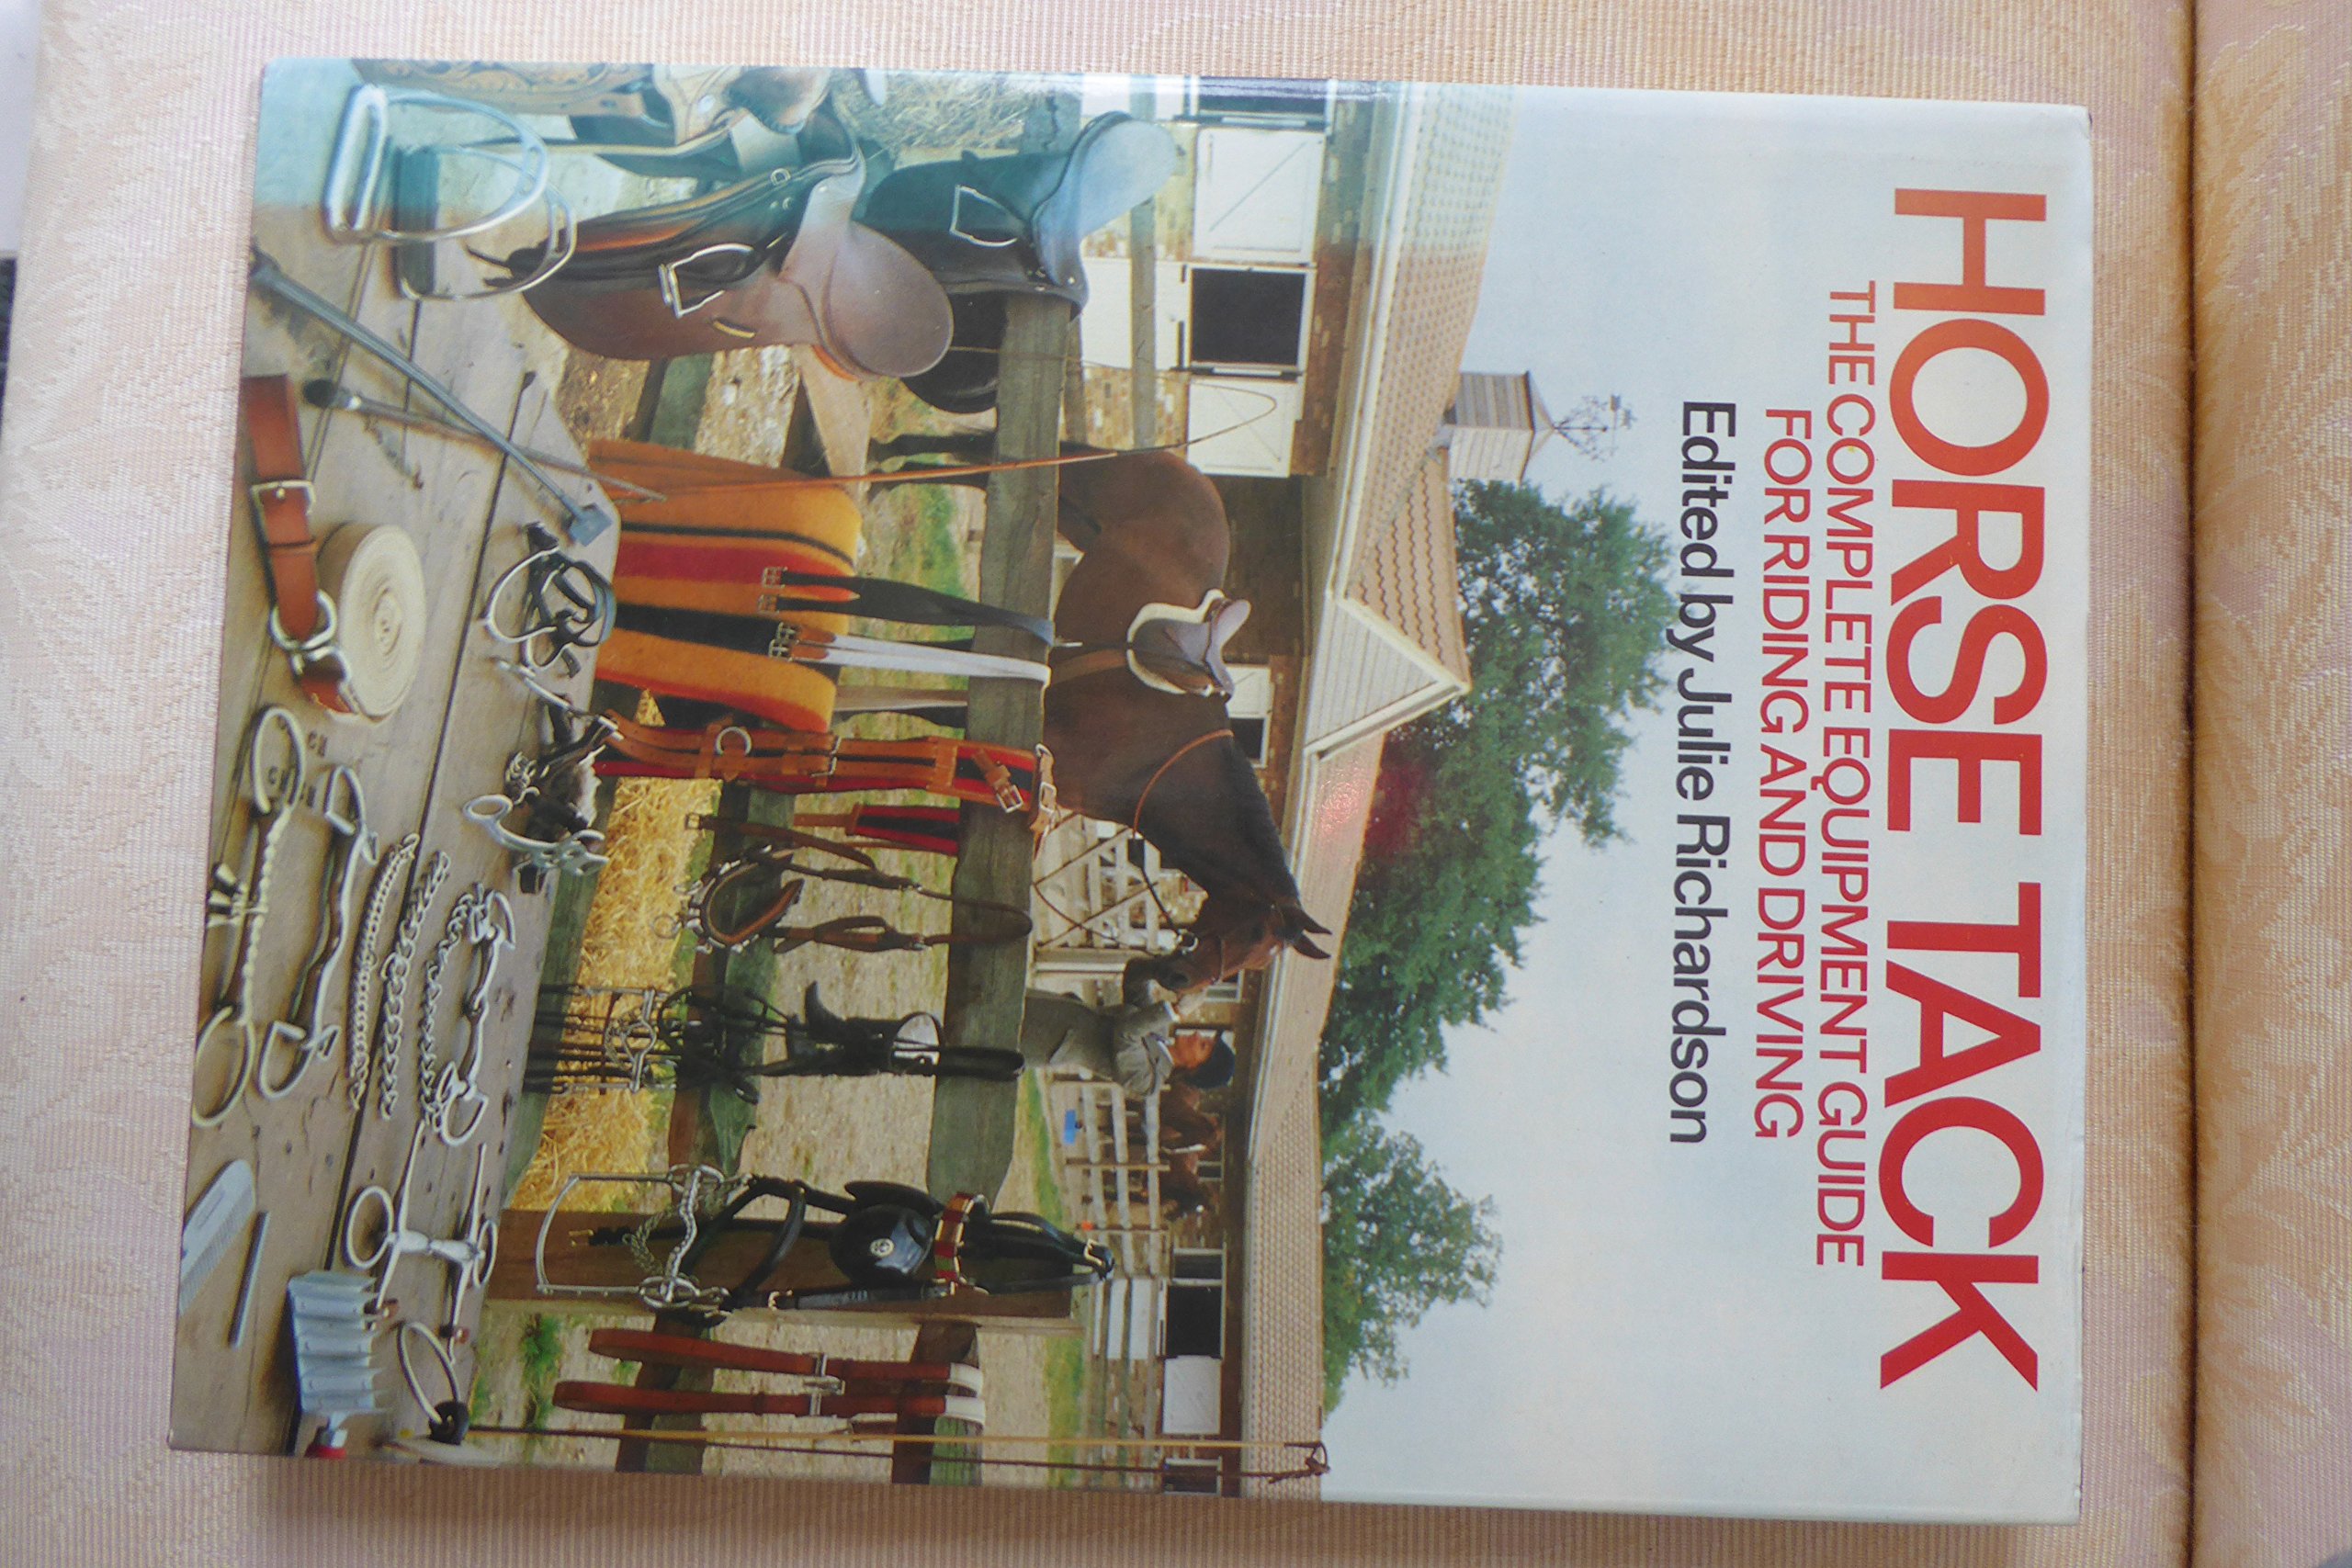 HORSE TACK
THE COMPLETE EQUIPMENT GUIDE
FOR RIDING AND DRIVING
Edited by Julie Richardson